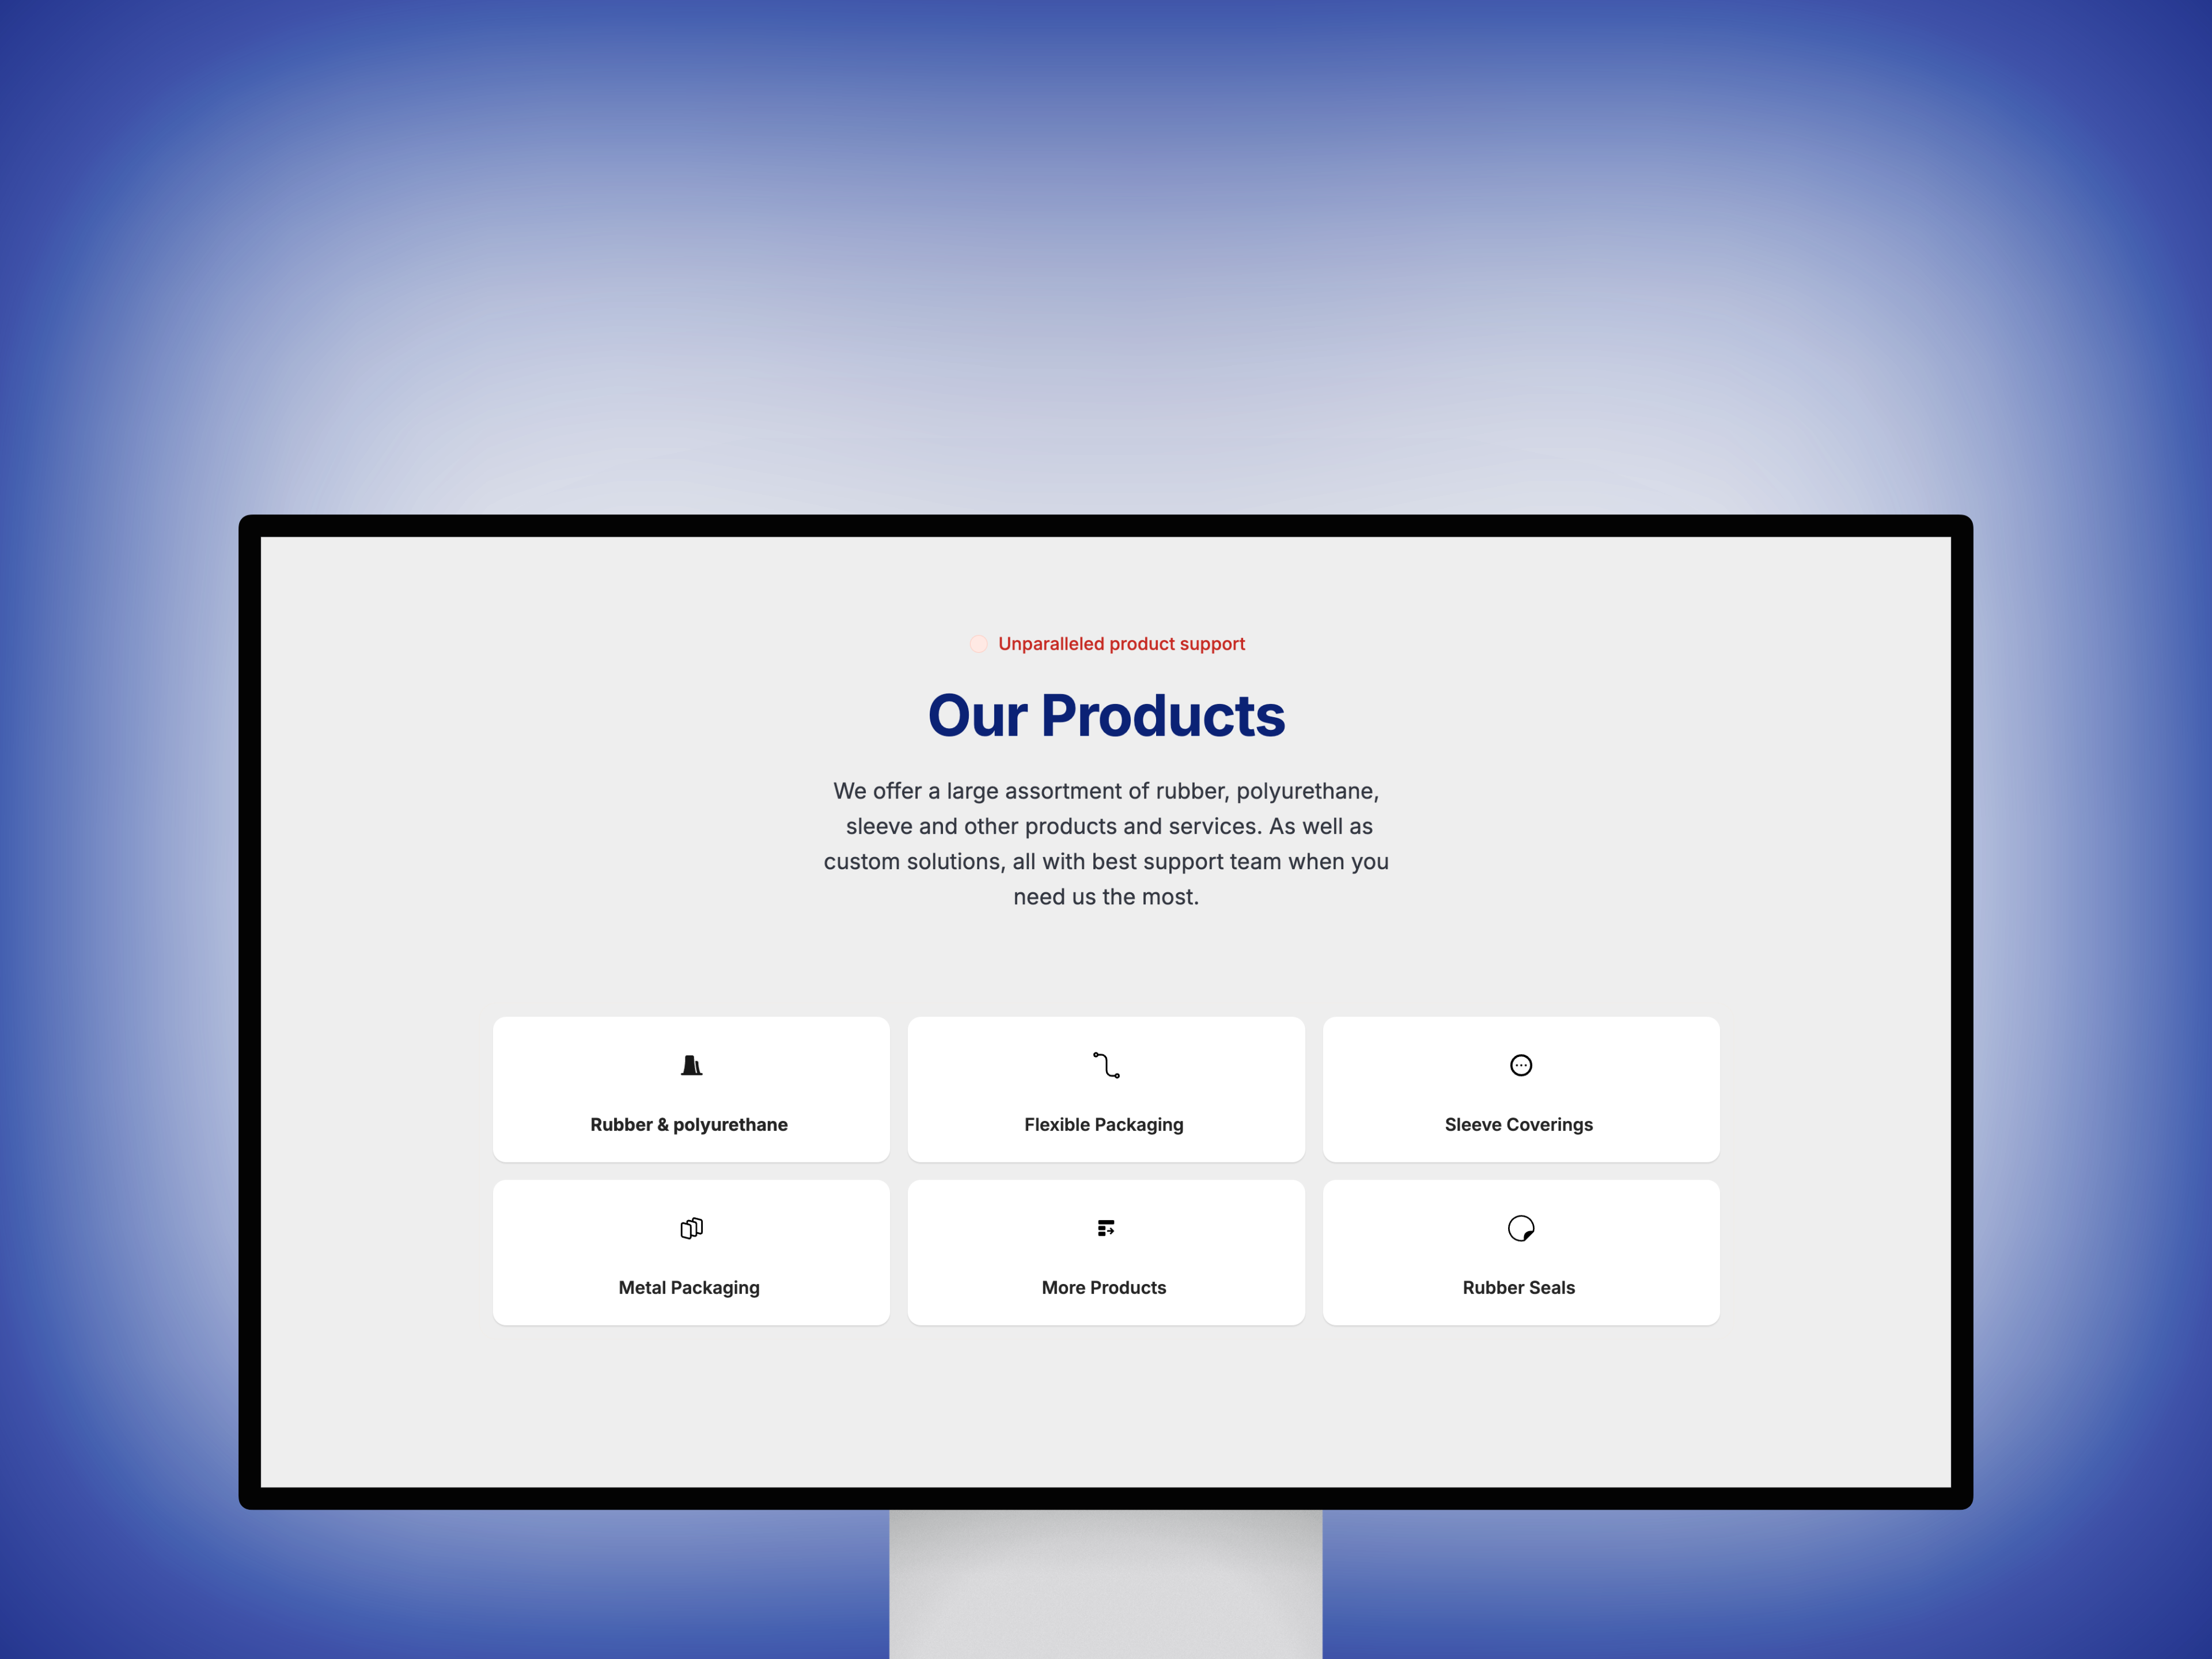 Unparalleled product support
Our Products
We offer a large assortment of rubber, polyurethane,
sleeve and other products and services. As well as
custom solutions, all with best support team when you
need us the most.
Rubber & polyurethane
Flexible Packaging
Sleeve Coverings
Metal Packaging
More Products
Rubber Seals